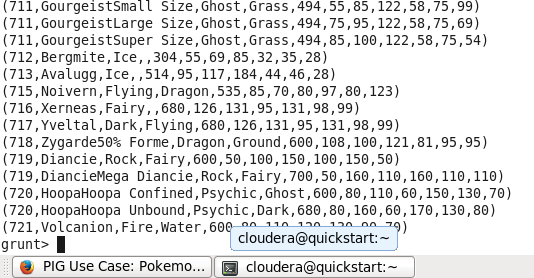 (711,GourgeistSmall Size,Ghost,Grass,494,55,85,122,58,75,99)
(711,GourgeistLarge Size,Ghost,Grass,494,75,95,122,58,75,69)
(711,GourgeistSuper Size,Ghost,Grass,494,85,100,122,58,75,54)
(712,Bergmite,Ice,,304,55,69,85,32,35,28)
(713,Avalugg,Ice,,514,95,117,184,44,46,28)
(715,Noivern,Flying,Dragon,535,85,70,80,97,80,123)
(716,Xerneas,Fairy,,680,126,131,95,131,98,99)
(717,Yveltal,Dark,Flying,680,126,131,95,131,98,99)
(718,Zygarde50% Forme,Dragon,Ground,600,108,100,121,81,95,95)
(719,Diancie,Rock,Fairy,600,50,100,150,100,150,50)
(719,DiancieMega Diancie,Rock,Fairy,700,50,160,110,160,110,110)
(720,HoopaHoopa Confined,Psychic,Ghost,600,80,110,60,150,130,70)
(720,HoopaHoopa Unbound,Psychic,Dark,680,80,160,60,170,130,80)
(721,Volcanion,Fire,Water,600,80,110,120,130,90,70)
cloudera@quickstart:~
grunt>
PIG Use Case: Pokemo... cloudera@quickstart:~